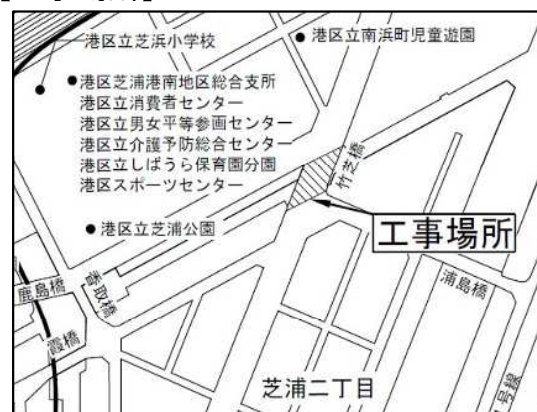 港区立芝浜小学校
港区立南浜町児童遊園
港区芝浦港南地区総合支所
港区立消費者センター
港区立男女平等参画センター
港区立介護予防総合センター
港区立しばうら保育園分園
港区スポーツセンター
竹芝橋
港区立芝浦公園
工事場所
香取橋
鹿島橋
浦島橋
霞橋
芝浦二丁目
号線